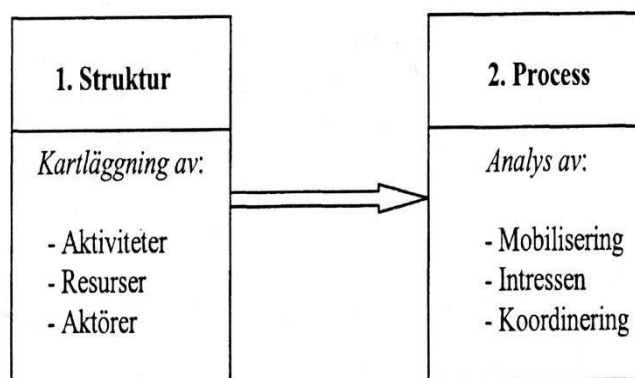 1. Struktur
Kartläggning av:
- Aktiviteter
- Resurser
- Aktörer
2. Process
Analys av:
- Mobilisering
- Intressen
- Koordinering